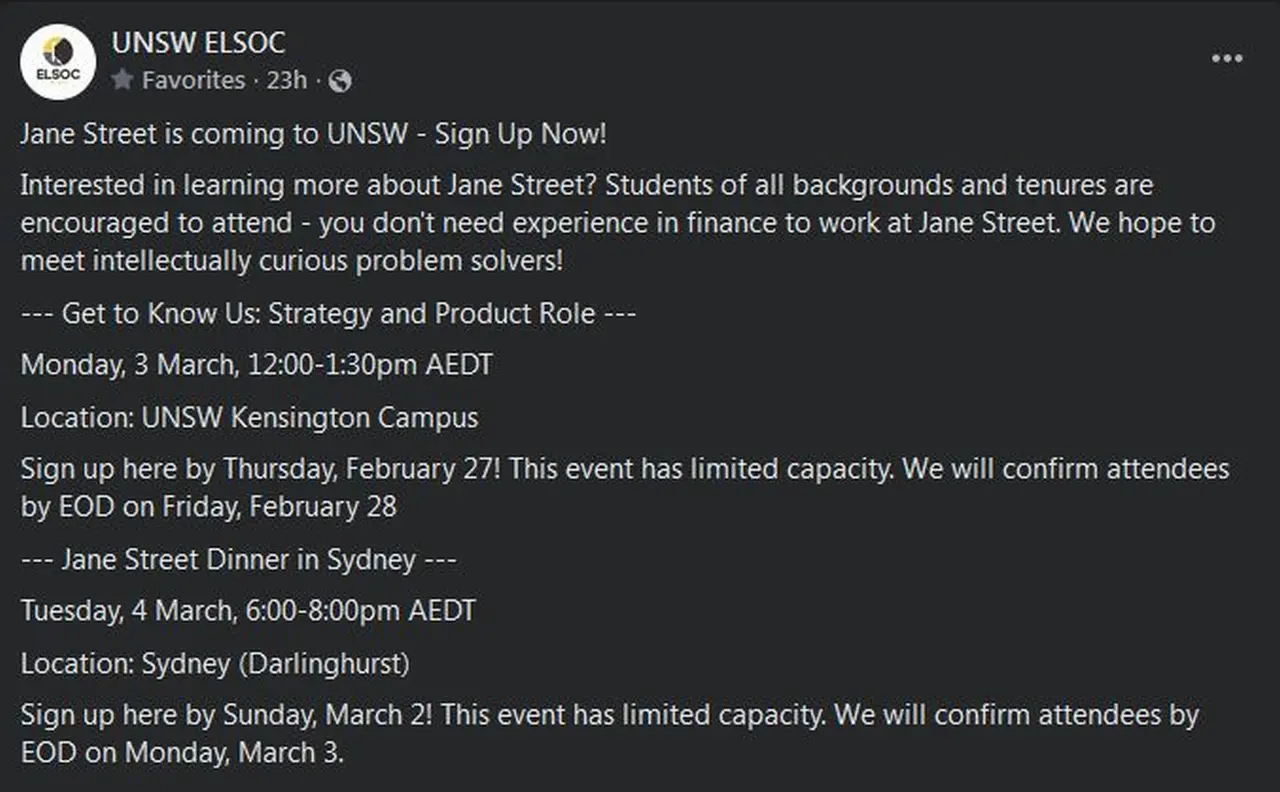 UNSW ELSOC
ELSOC
Favorites · 23h ·
Jane Street is coming to UNSW - Sign Up Now!
Interested in learning more about Jane Street? Students of all backgrounds and tenures are
encouraged to attend - you don't need experience in finance to work at Jane Street. We hope to
meet intellectually curious problem solvers!
--- Get to Know Us: Strategy and Product Role ---
Monday, 3 March, 12:00-1:30pm AEDT
Location: UNSW Kensington Campus
Sign up here by Thursday, February 27! This event has limited capacity. We will confirm attendees
by EOD on Friday, February 28
--- Jane Street Dinner in Sydney ---
Tuesday, 4 March, 6:00-8:00pm AEDT
Location: Sydney (Darlinghurst)
Sign up here by Sunday, March 2! This event has limited capacity. We will confirm attendees by
EOD on Monday, March 3.